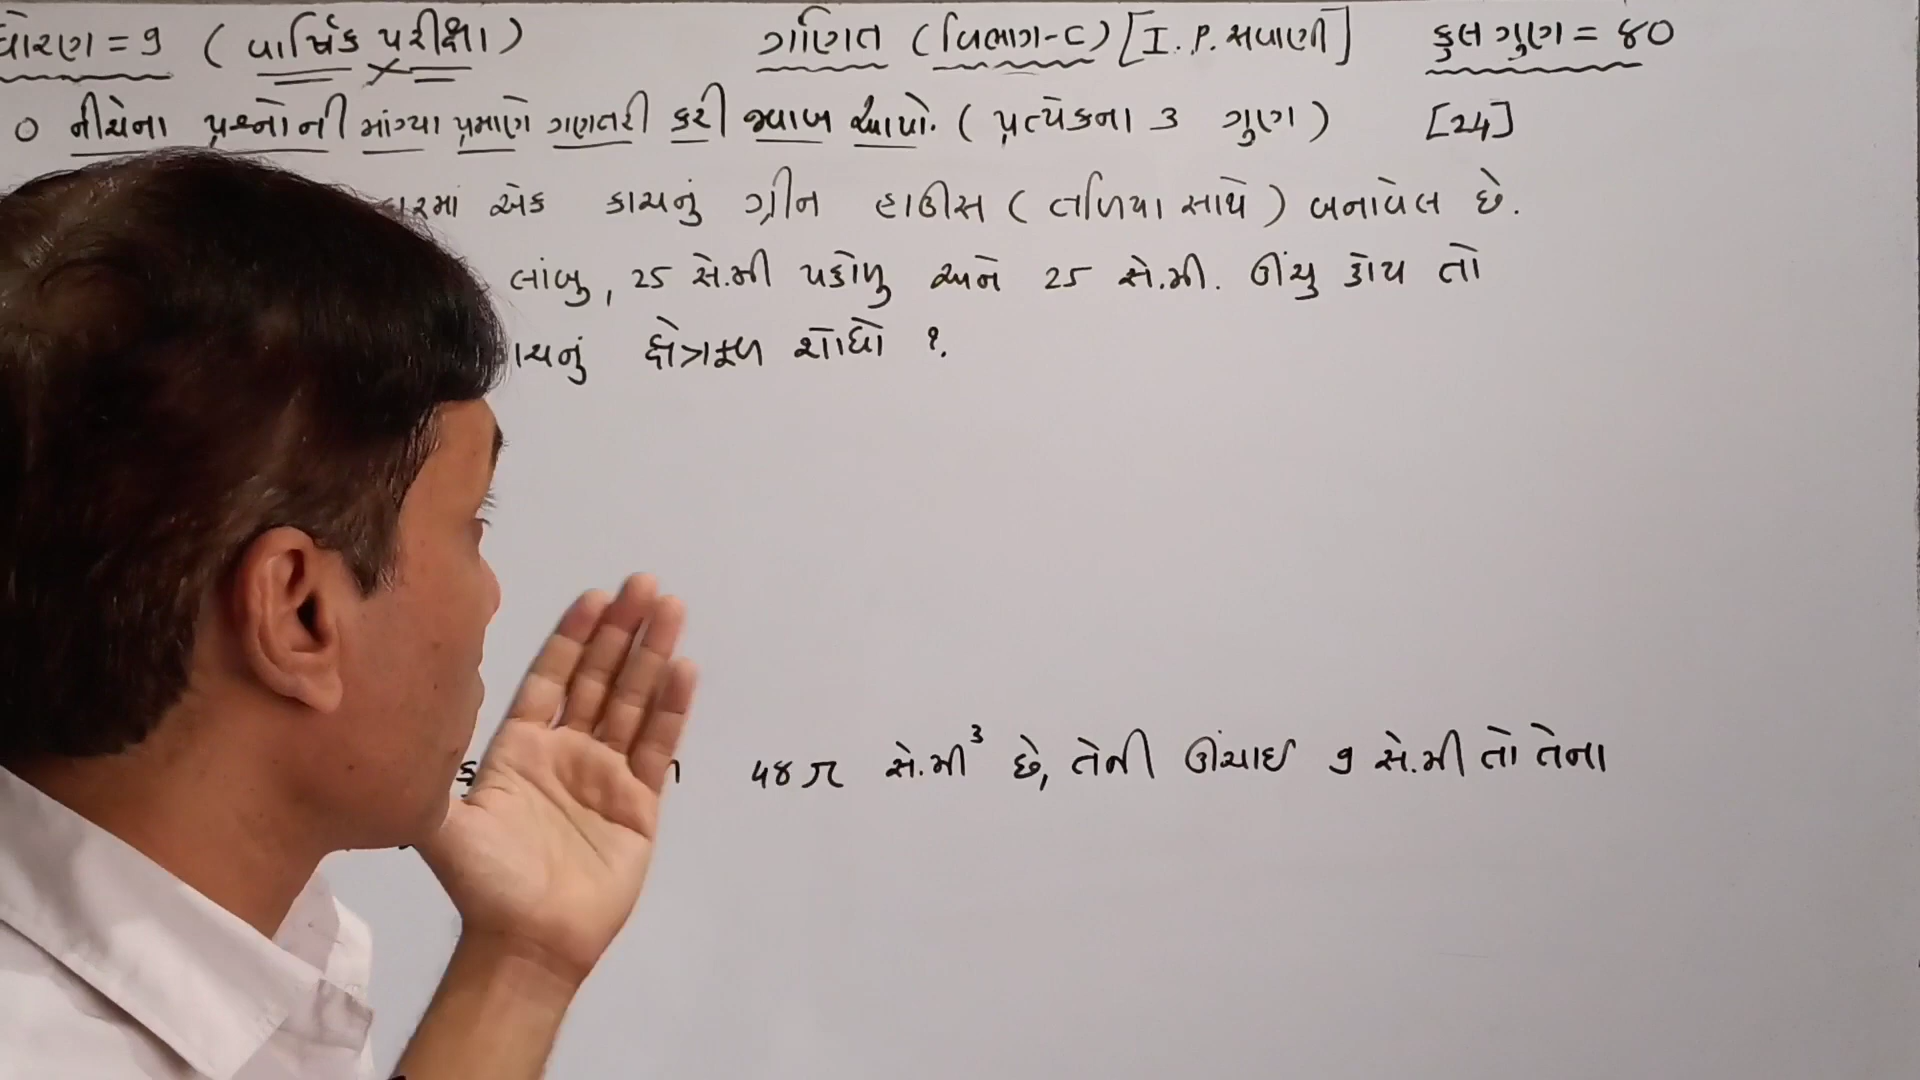 ધોરણ = 9 (વાર્ષિક પરીક્ષા) ગણિત (વિભાગ-C) [I.P. સવાણી] કુલ ગુણ = ૪૦
○ નીચેના પ્રશ્નોની માંગ્યા પ્રમાણે ગણતરી કરી જવાબ આપો. (પ્રત્યેકના 3 ગુણ) [24]
એક કાચનું ગ્રીન હાઉસ (તળિયા સાથે) બનાવેલ છે.
લાંબુ, 25 સે.મી પહોળુ અને 25 સે.મી. ઊંચુ હોય તો
ક્ષેત્રફળ શોધો ?.
48π સે.મી³ છે, તેની ઊંચાઈ 9 સે.મી તો તેના